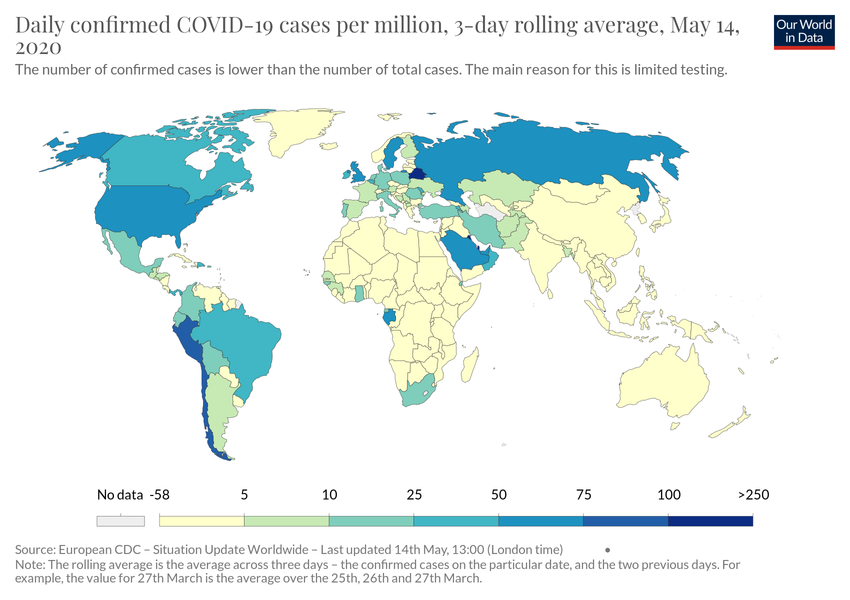 Daily confirmed COVID-19 cases per million, 3-day rolling average, May 14,
2020
Our World
in Data
The number of confirmed cases is lower than the number of total cases. The main reason for this is limited testing.
No data -58 5 10 25 50 75 100 >250
Source: European CDC – Situation Update Worldwide – Last updated 14th May, 13:00 (London time)
Note: The rolling average is the average across three days – the confirmed cases on the particular date, and the two previous days. For
example, the value for 27th March is the average over the 25th, 26th and 27th March.